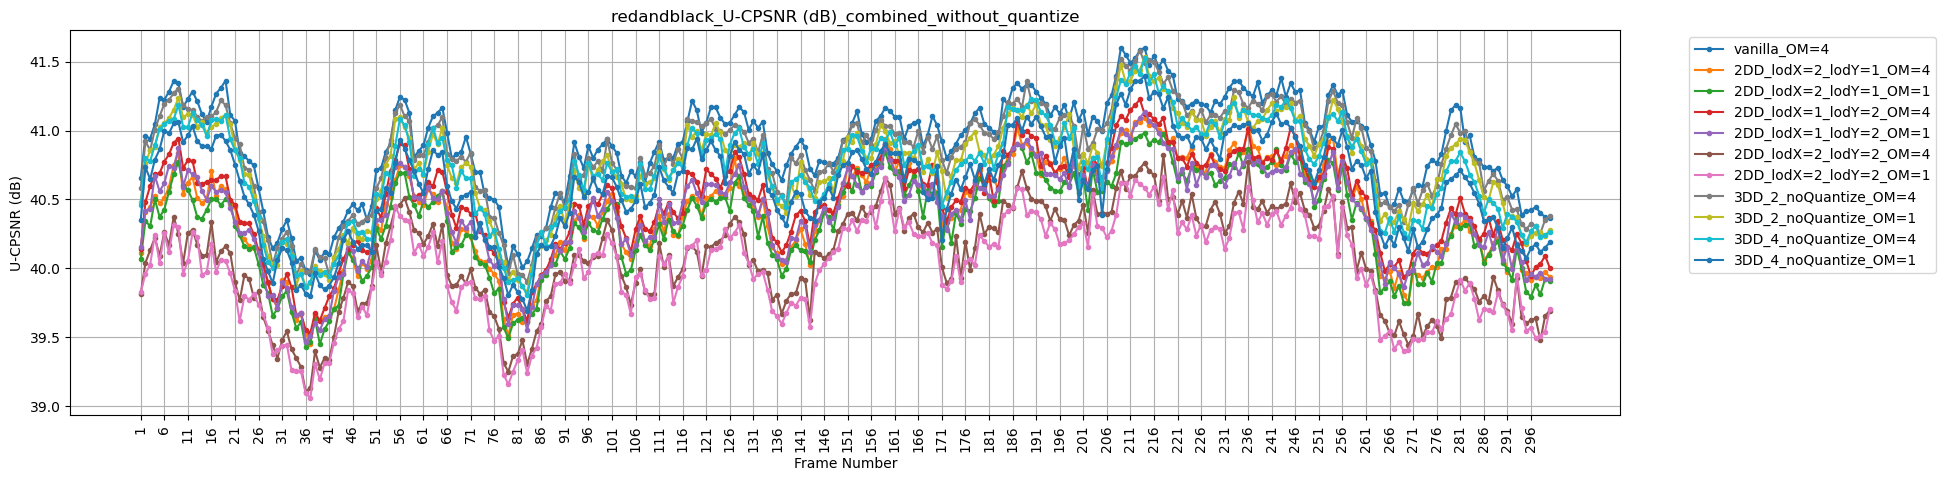 redandblack_U-CPSNR (dB)_combined_without_quantize
U-CPSNR (dB)
41.5
41.0
40.5
40.0
39.5
39.0
1 6 11 16 21 26 31 36 41 46 51 56 61 66 71 76 81 86 91 96 101 106 111 116 121 126 131 136 141 146 151 156 161 166 171 176 181 186 191 196 201 206 211 216 221 226 231 236 241 246 251 256 261 266 271 276 281 286 291 296
Frame Number
vanilla_OM=4
2DD_lodX=2_lodY=1_OM=4
2DD_lodX=2_lodY=1_OM=1
2DD_lodX=1_lodY=2_OM=4
2DD_lodX=1_lodY=2_OM=1
2DD_lodX=2_lodY=2_OM=4
2DD_lodX=2_lodY=2_OM=1
3DD_2_noQuantize_OM=4
3DD_2_noQuantize_OM=1
3DD_4_noQuantize_OM=4
3DD_4_noQuantize_OM=1